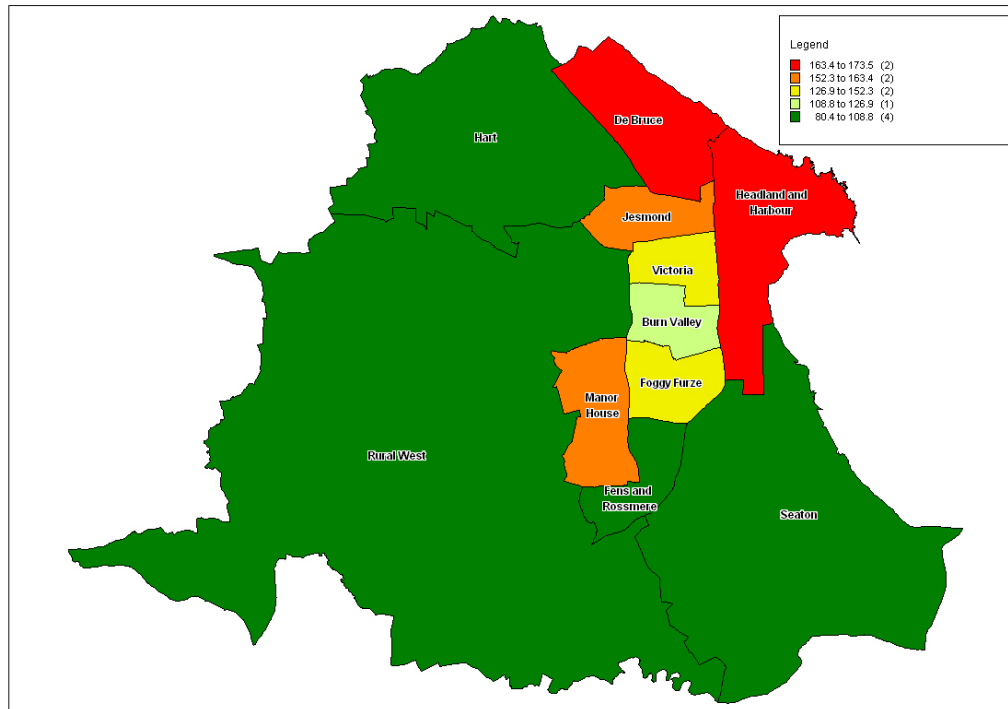 Legend
163.4 to 173.5 (2)
152.3 to 163.4 (2)
126.9 to 152.3 (2)
108.8 to 126.9 (1)
80.4 to 108.8 (4)
De Bruce
Hart
Headland and
Harbour
Jesmond
Victoria
Burn Valley
Foggy Furze
Manor
House
Rural West
Fens and
Rossmere
Seaton